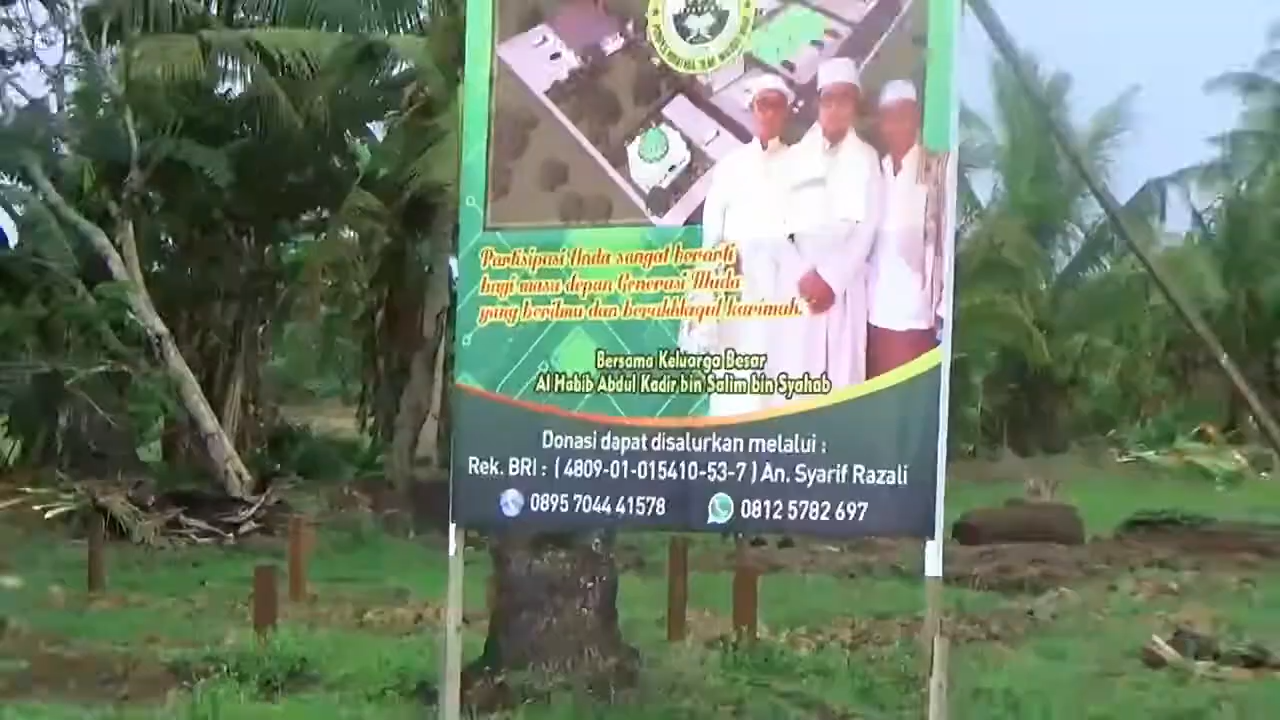 Partisipasi Anda sangat berarti
bagi masa depan Generasi Muda
yang berilmu dan berakhlaqul karimah."
Bersama Keluarga Besar
Al Habib Abdul Kadir bin Salim bin Syahab
Donasi dapat disalurkan melalui :
Rek. BRI : ( 4809-01-015410-53-7 ) An. Syarif Razali
0895 7044 41578
0812 5782 697